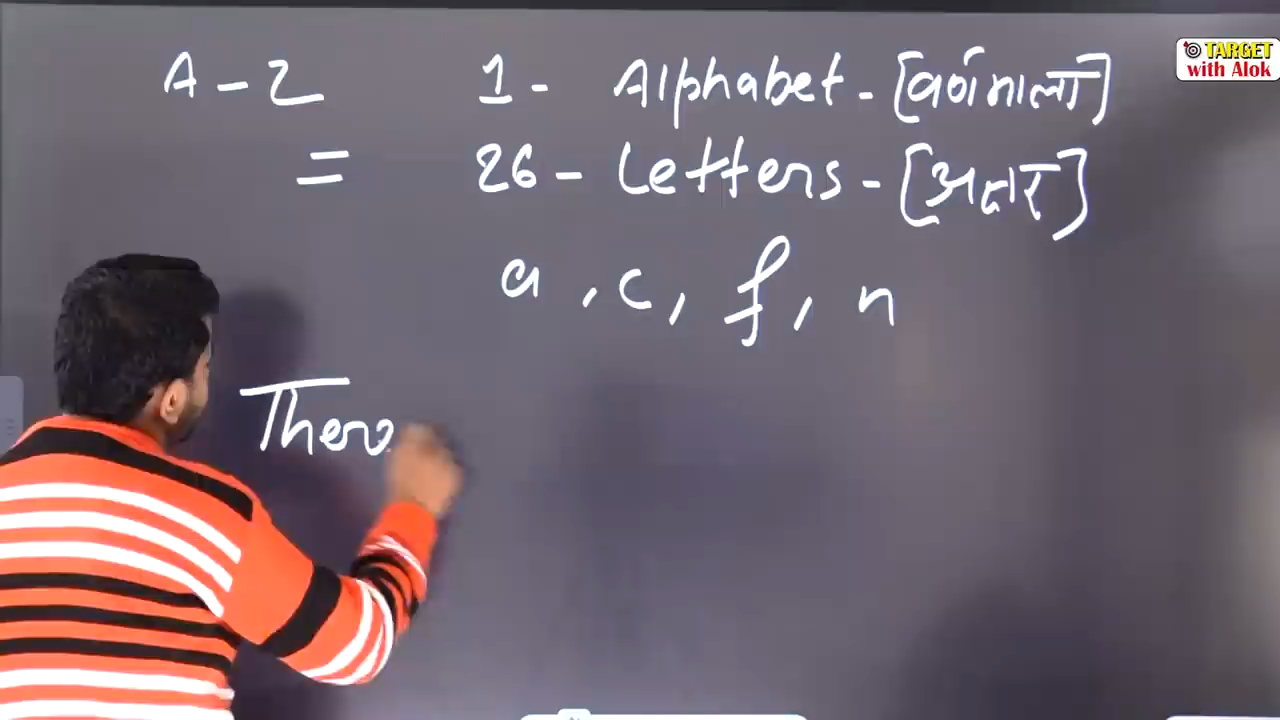 TARGET
with Alok
A - Z 1 - Alphabet - [वर्णमाला]
= 26 - Letters - [अक्षर]
a , c , f , n
There